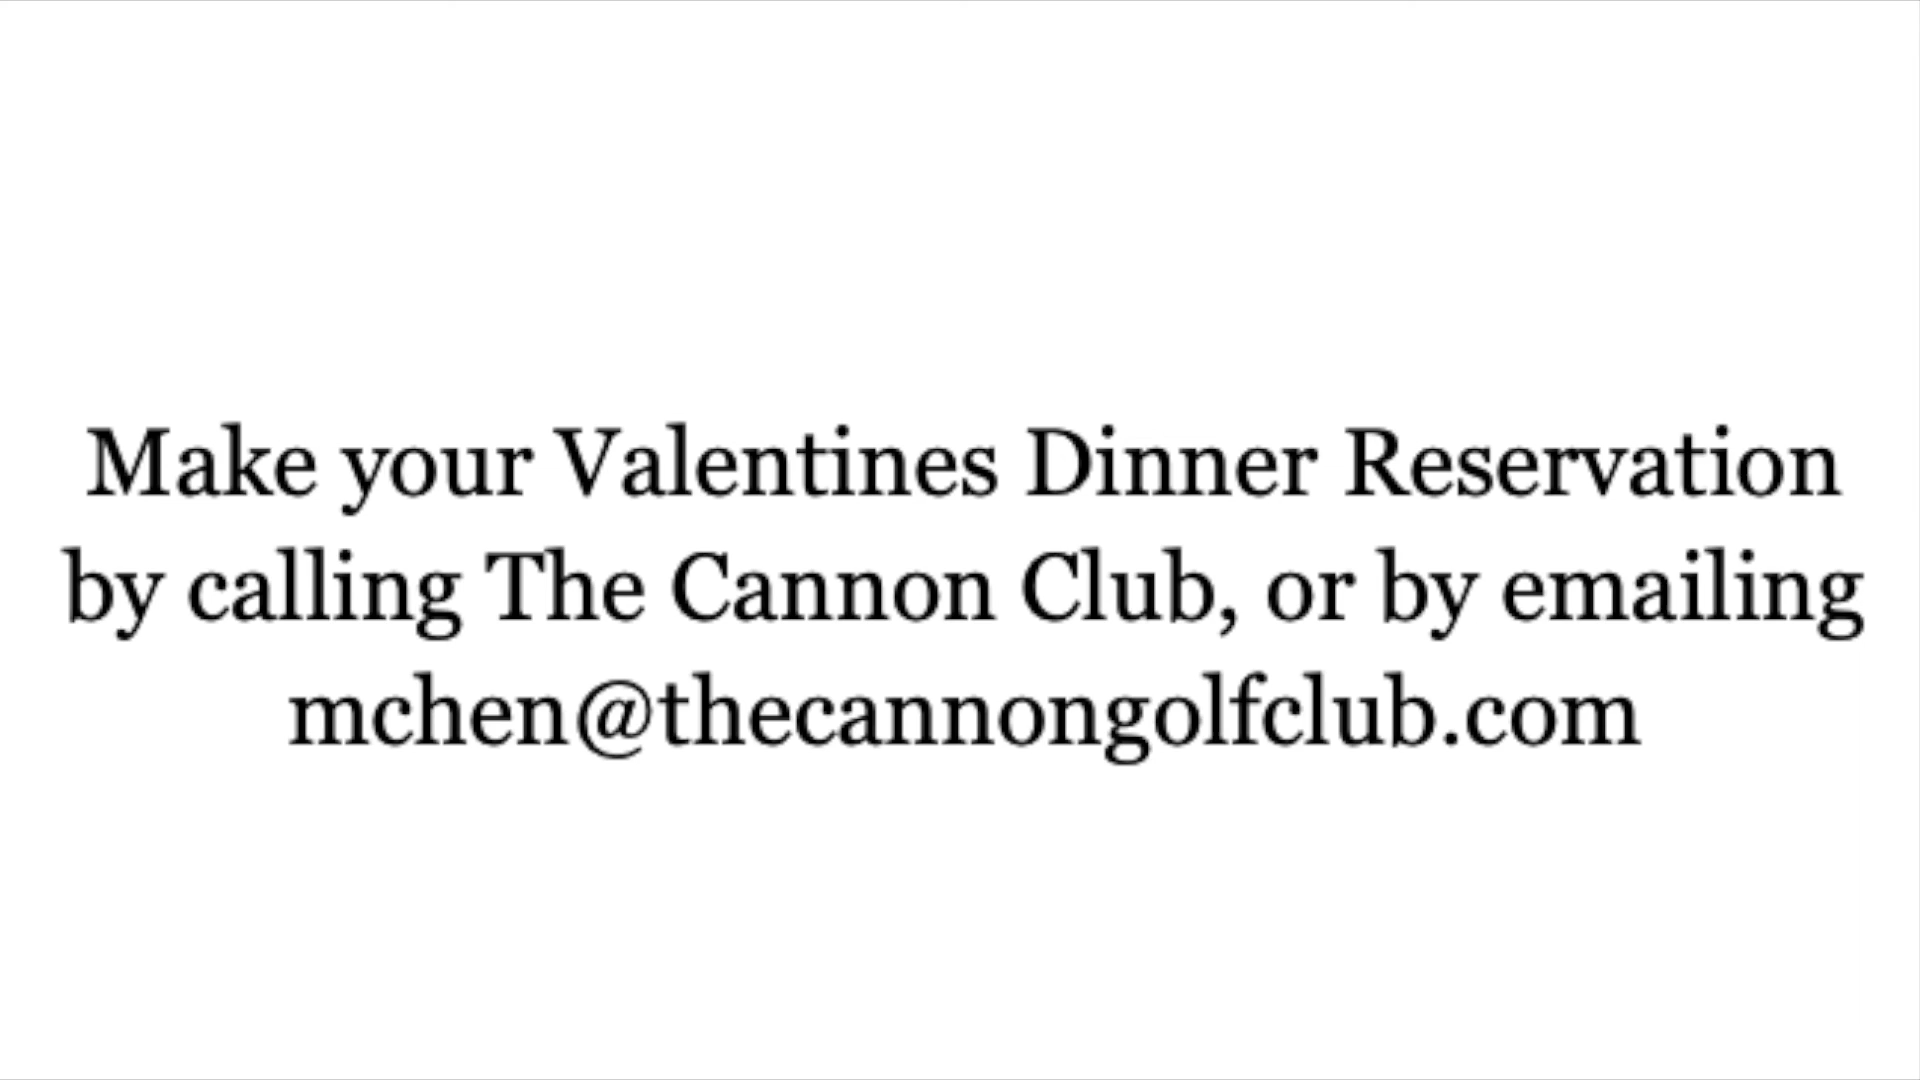 Make your Valentines Dinner Reservation
by calling The Cannon Club, or by emailing
mchen@thecannongolfclub.com